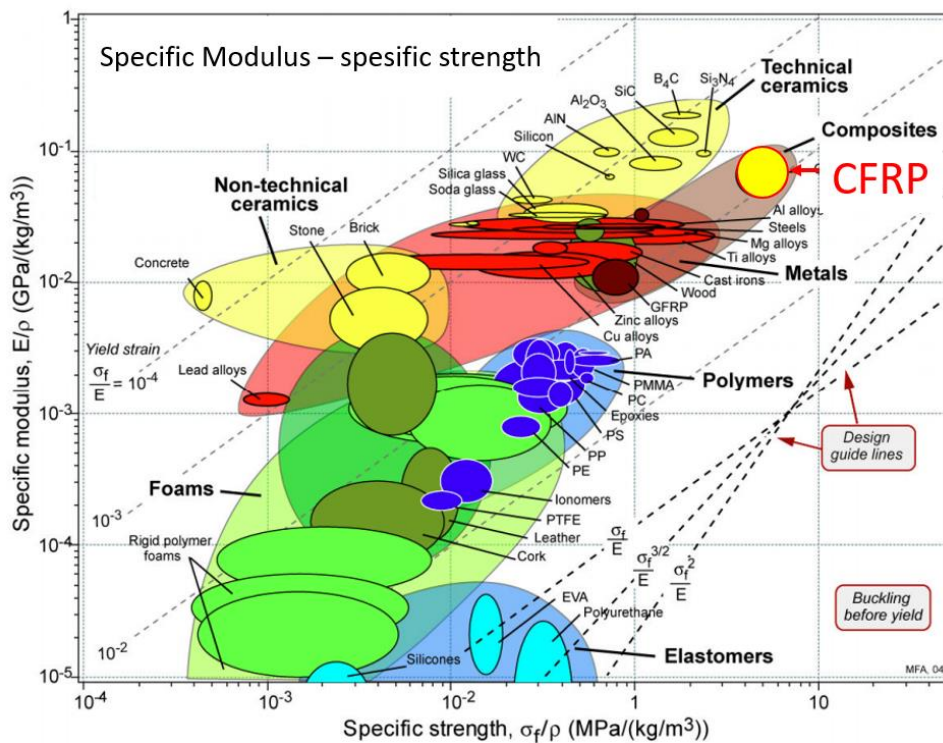 Specific Modulus – spesific strength
1
10⁻¹
10⁻²
10⁻³
10⁻⁴
10⁻⁵
Specific modulus, E/ρ (GPa/(kg/m³))
Technical
ceramics
B₄C
Si₃N₄
SiC
Al₂O₃
AlN
Silicon
WC
Silica glass
Soda glass
Composites
CFRP
Non-technical
ceramics
Stone
Brick
Concrete
Al alloys
Steels
Mg alloys
Ti alloys
Metals
Cast irons
Wood
GFRP
Zinc alloys
Cu alloys
Yield strain
σf/E = 10⁻⁴
Lead alloys
PA
Polymers
PMMA
PC
Epoxies
PS
PP
PE
Design
guide lines
Foams
Ionomers
PTFE
Leather
Cork
10⁻³
Rigid polymer
foams
σf/E
σf^3/2/E
σf²/E
EVA
Polyurethane
Buckling
before yield
10⁻²
Silicones
Elastomers
MFA, 04
10⁻⁴
10⁻³
10⁻²
10⁻¹
1
10
Specific strength, σf/ρ (MPa/(kg/m³))